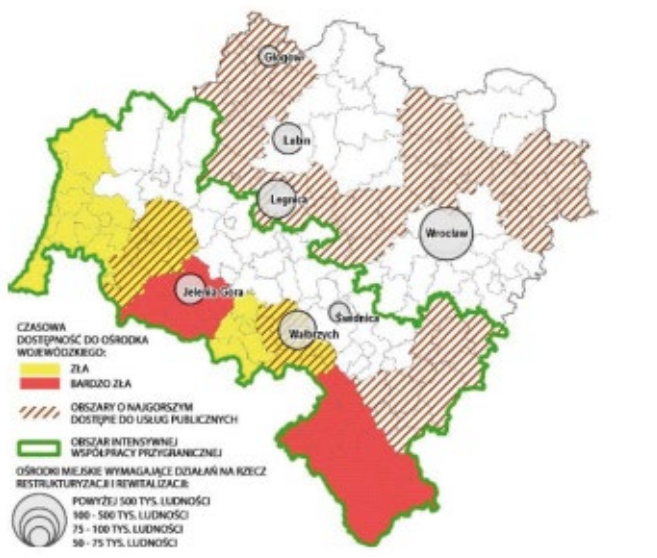 Głogow
Lubin
Legnica
Wrocław
Jelenia Góra
Świdnica
Wałbrzych
CZASOWA
DOSTĘPNOŚĆ DO OŚRODKA
WOJEWÓDZKIEGO:
ZŁA
BARDZO ZŁA
OBSZARY O NAJGORSZYM
DOSTĘPIE DO USŁUG PUBLICZNYCH
OBSZAR INTENSYWNEJ
WSPÓŁPRACY PRZYGRANICZNEJ
OŚRODKI MIEJSKIE WYMAGAJĄCE DZIAŁAŃ NA RZECZ
RESTRUKTURYZACJI I REWITALIZACJI:
POWYŻEJ 500 TYS. LUDNOŚCI
100 - 500 TYS. LUDNOŚCI
75 - 100 TYS. LUDNOŚCI
50 - 75 TYS. LUDNOŚCI